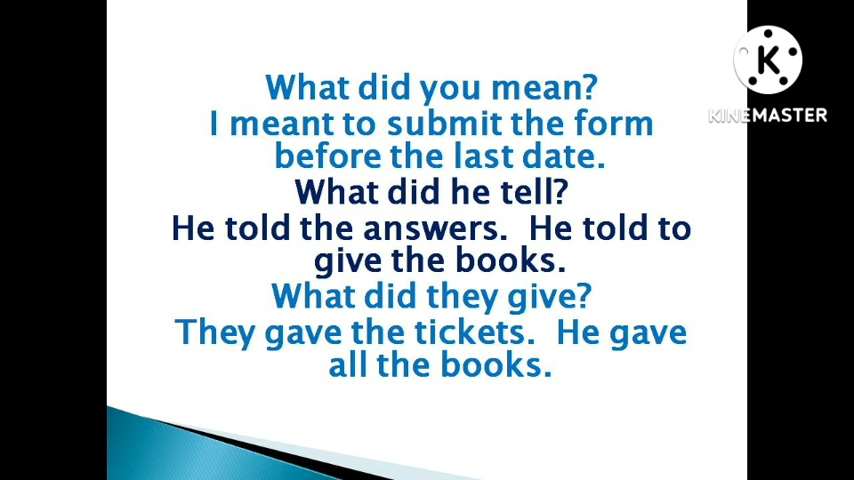 What did you mean?
I meant to submit the form
before the last date.
What did he tell?
He told the answers.  He told to
give the books.
What did they give?
They gave the tickets.  He gave
all the books.
K
KINEMASTER